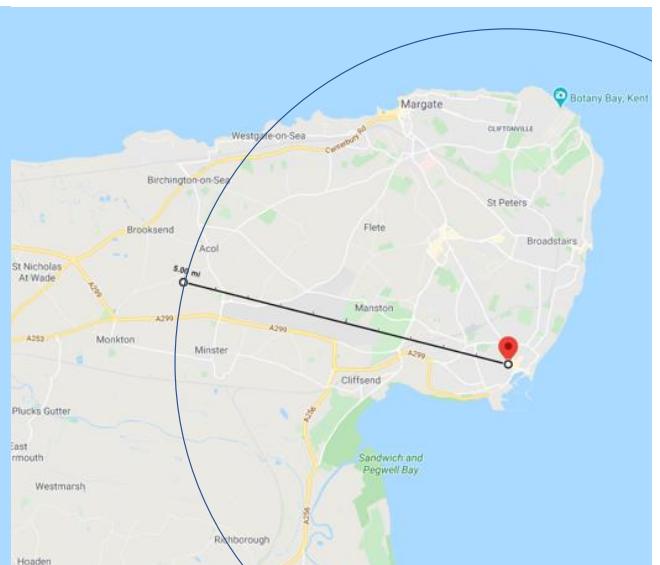 Botany Bay, Kent
Margate
CLIFTONVILLE
Westgate-on-Sea
Canterbury Rd
Birchington-on-Sea
St Peters
Brooksend
Flete
Broadstairs
Acol
St Nicholas
At Wade
5.00 mi
A299
Manston
A299
A299
A253
Monkton
Minster
A299
Cliffsend
Plucks Gutter
A256
East
rmouth
Sandwich and
Pegwell Bay
Westmarsh
A256
Richborough
Hoaden